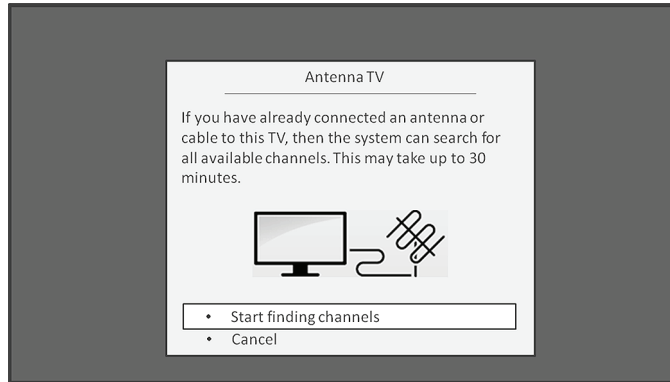 Antenna TV
If you have already connected an antenna or
cable to this TV, then the system can search for
all available channels. This may take up to 30
minutes.
• Start finding channels
• Cancel